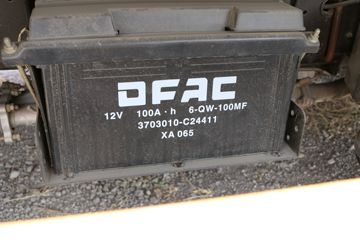 DFAC
12V 100A·h 6-QW-100MF
3703010-C24411
XA 065